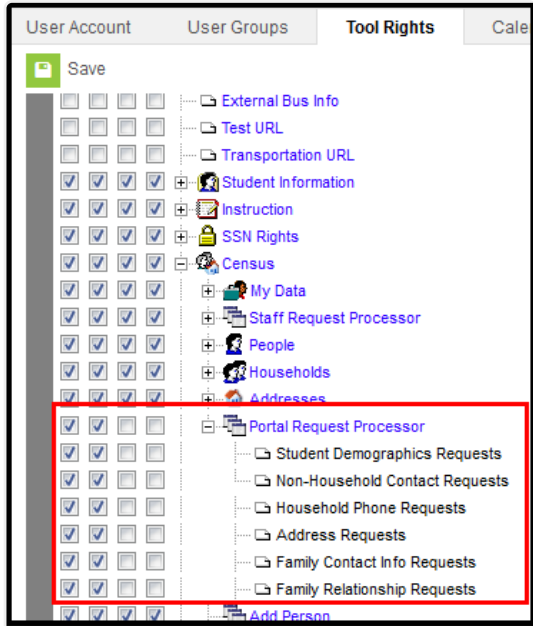 User Account User Groups Tool Rights Cale
Save
External Bus Info
Test URL
Transportation URL
Student Information
Instruction
SSN Rights
Census
My Data
Staff Request Processor
People
Households
Addresses
Portal Request Processor
Student Demographics Requests
Non-Household Contact Requests
Household Phone Requests
Address Requests
Family Contact Info Requests
Family Relationship Requests
Add Person